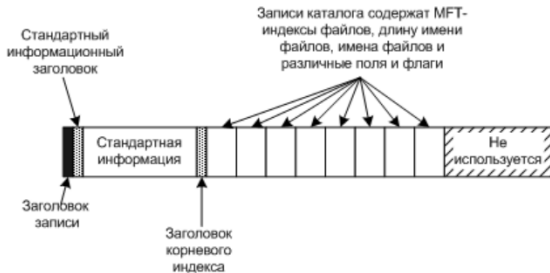 Записи каталога содержат MFT-
индексы файлов, длину имени
файлов, имена файлов и
различные поля и флаги
Стандартный
информационный
заголовок
Стандартная
информация
Не
используется
Заголовок
записи
Заголовок
корневого
индекса